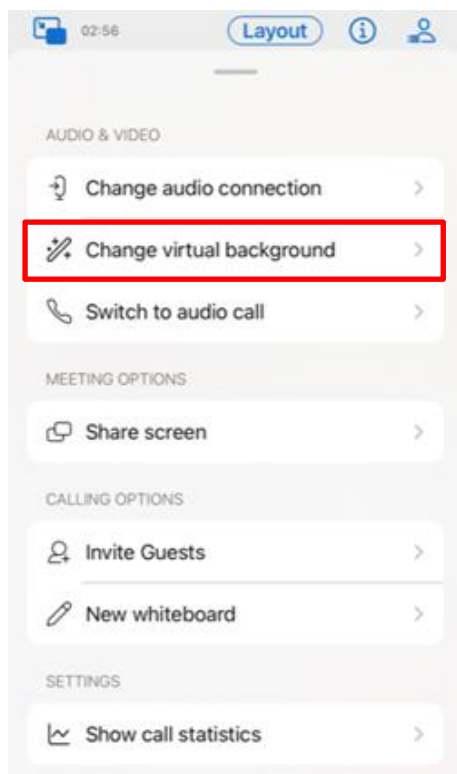 02:56 Layout
AUDIO & VIDEO
Change audio connection
Change virtual background
Switch to audio call
MEETING OPTIONS
Share screen
CALLING OPTIONS
Invite Guests
New whiteboard
SETTINGS
Show call statistics